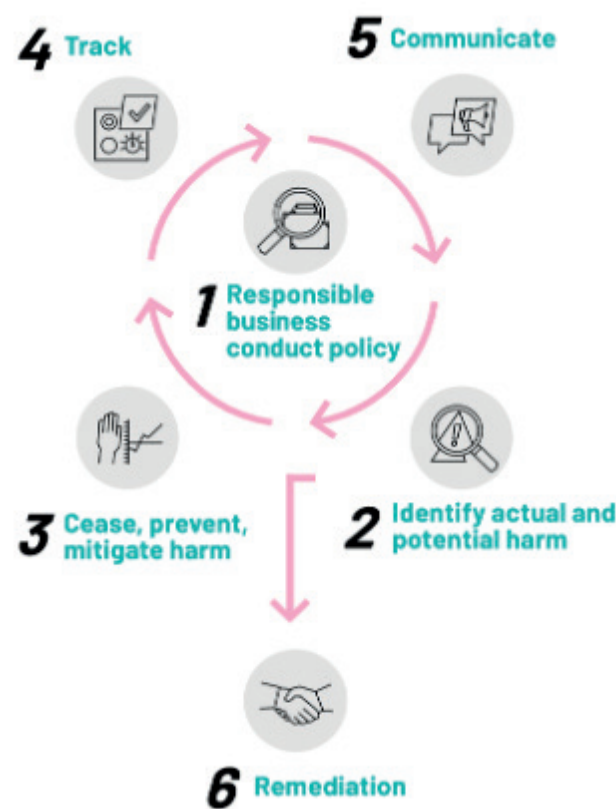 4 Track
5 Communicate
1 Responsible
business
conduct policy
3 Cease, prevent,
mitigate harm
2 Identify actual and
potential harm
6 Remediation